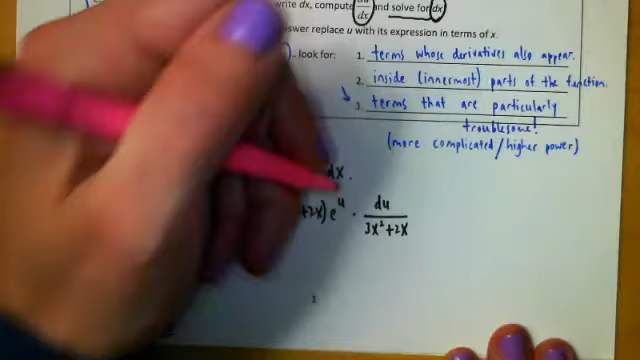 write dx, compute du/dx and solve for dx
swer replace u with its expression in terms of x.
look for: 1. terms whose derivatives also appear.
2. inside (innermost) parts of the function.
3. terms that are particularly
troublesome!
(more complicated/higher power)
dx.
+2x) e^u · du/(3x²+2x)
1